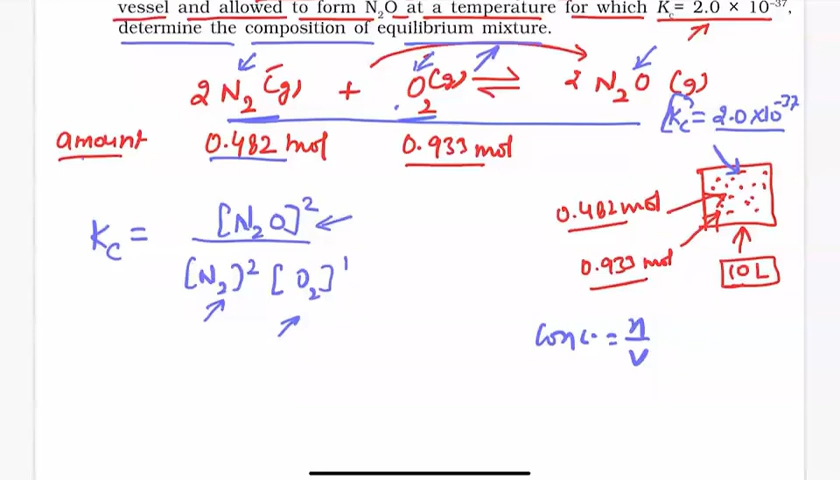 vessel and allowed to form N₂O at a temperature for which Kc = 2.0 × 10⁻³⁷,
determine the composition of equilibrium mixture.
2 N₂ (g) + O₂ (g) ⇌ 2 N₂O (g)
Kc = 2.0 × 10⁻³⁷
amount 0.482 mol 0.933 mol
Kc = [N₂O]² / [N₂)² [O₂]¹
0.482 mol
0.933 mol
10 L
Conc. = n/v